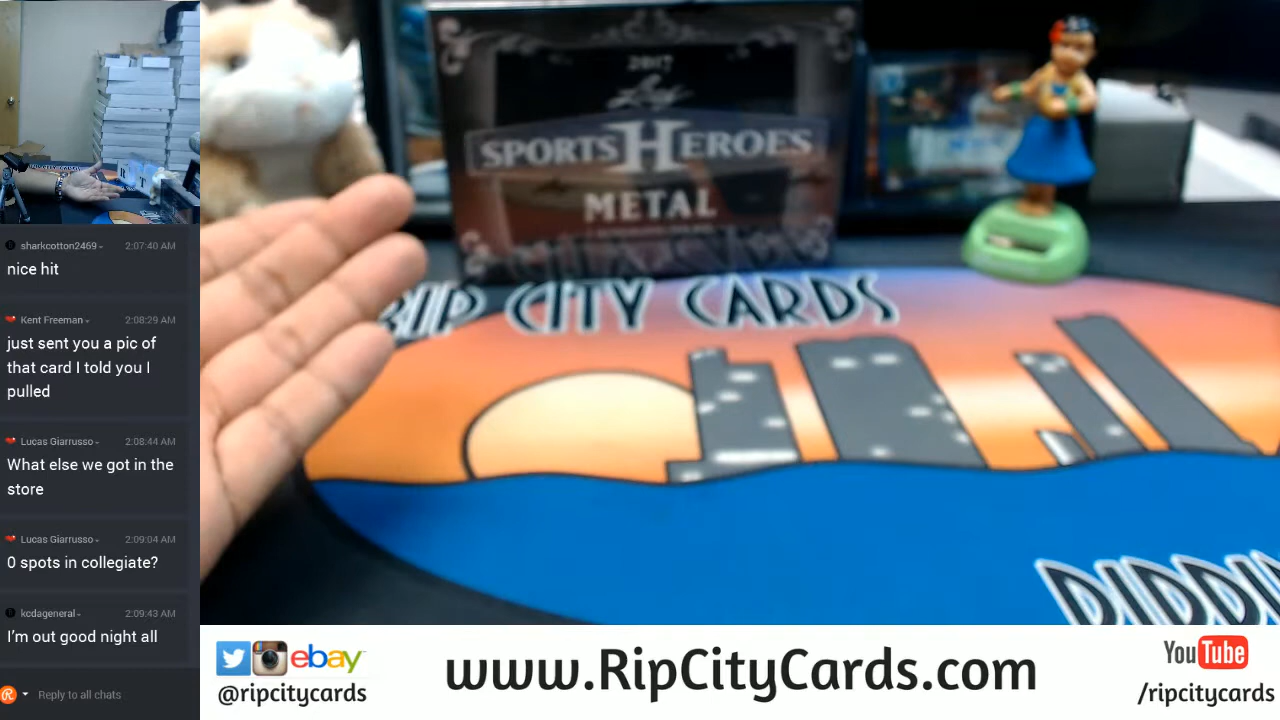 sharkcotton2469
2:07:40 AM
nice hit
Kent Freeman
2:08:29 AM
just sent you a pic of
that card I told you I
pulled
Lucas Giarrusso
2:08:44 AM
What else we got in the
store
Lucas Giarrusso
2:09:04 AM
0 spots in collegiate?
kcdageneral
2:09:43 AM
I'm out good night all
Reply to all chats
2017
Leaf
SPORTS HEROES
METAL
RIP CITY CARDS
ebay
@ripcitycards
www.RipCityCards.com
YouTube
/ripcitycards